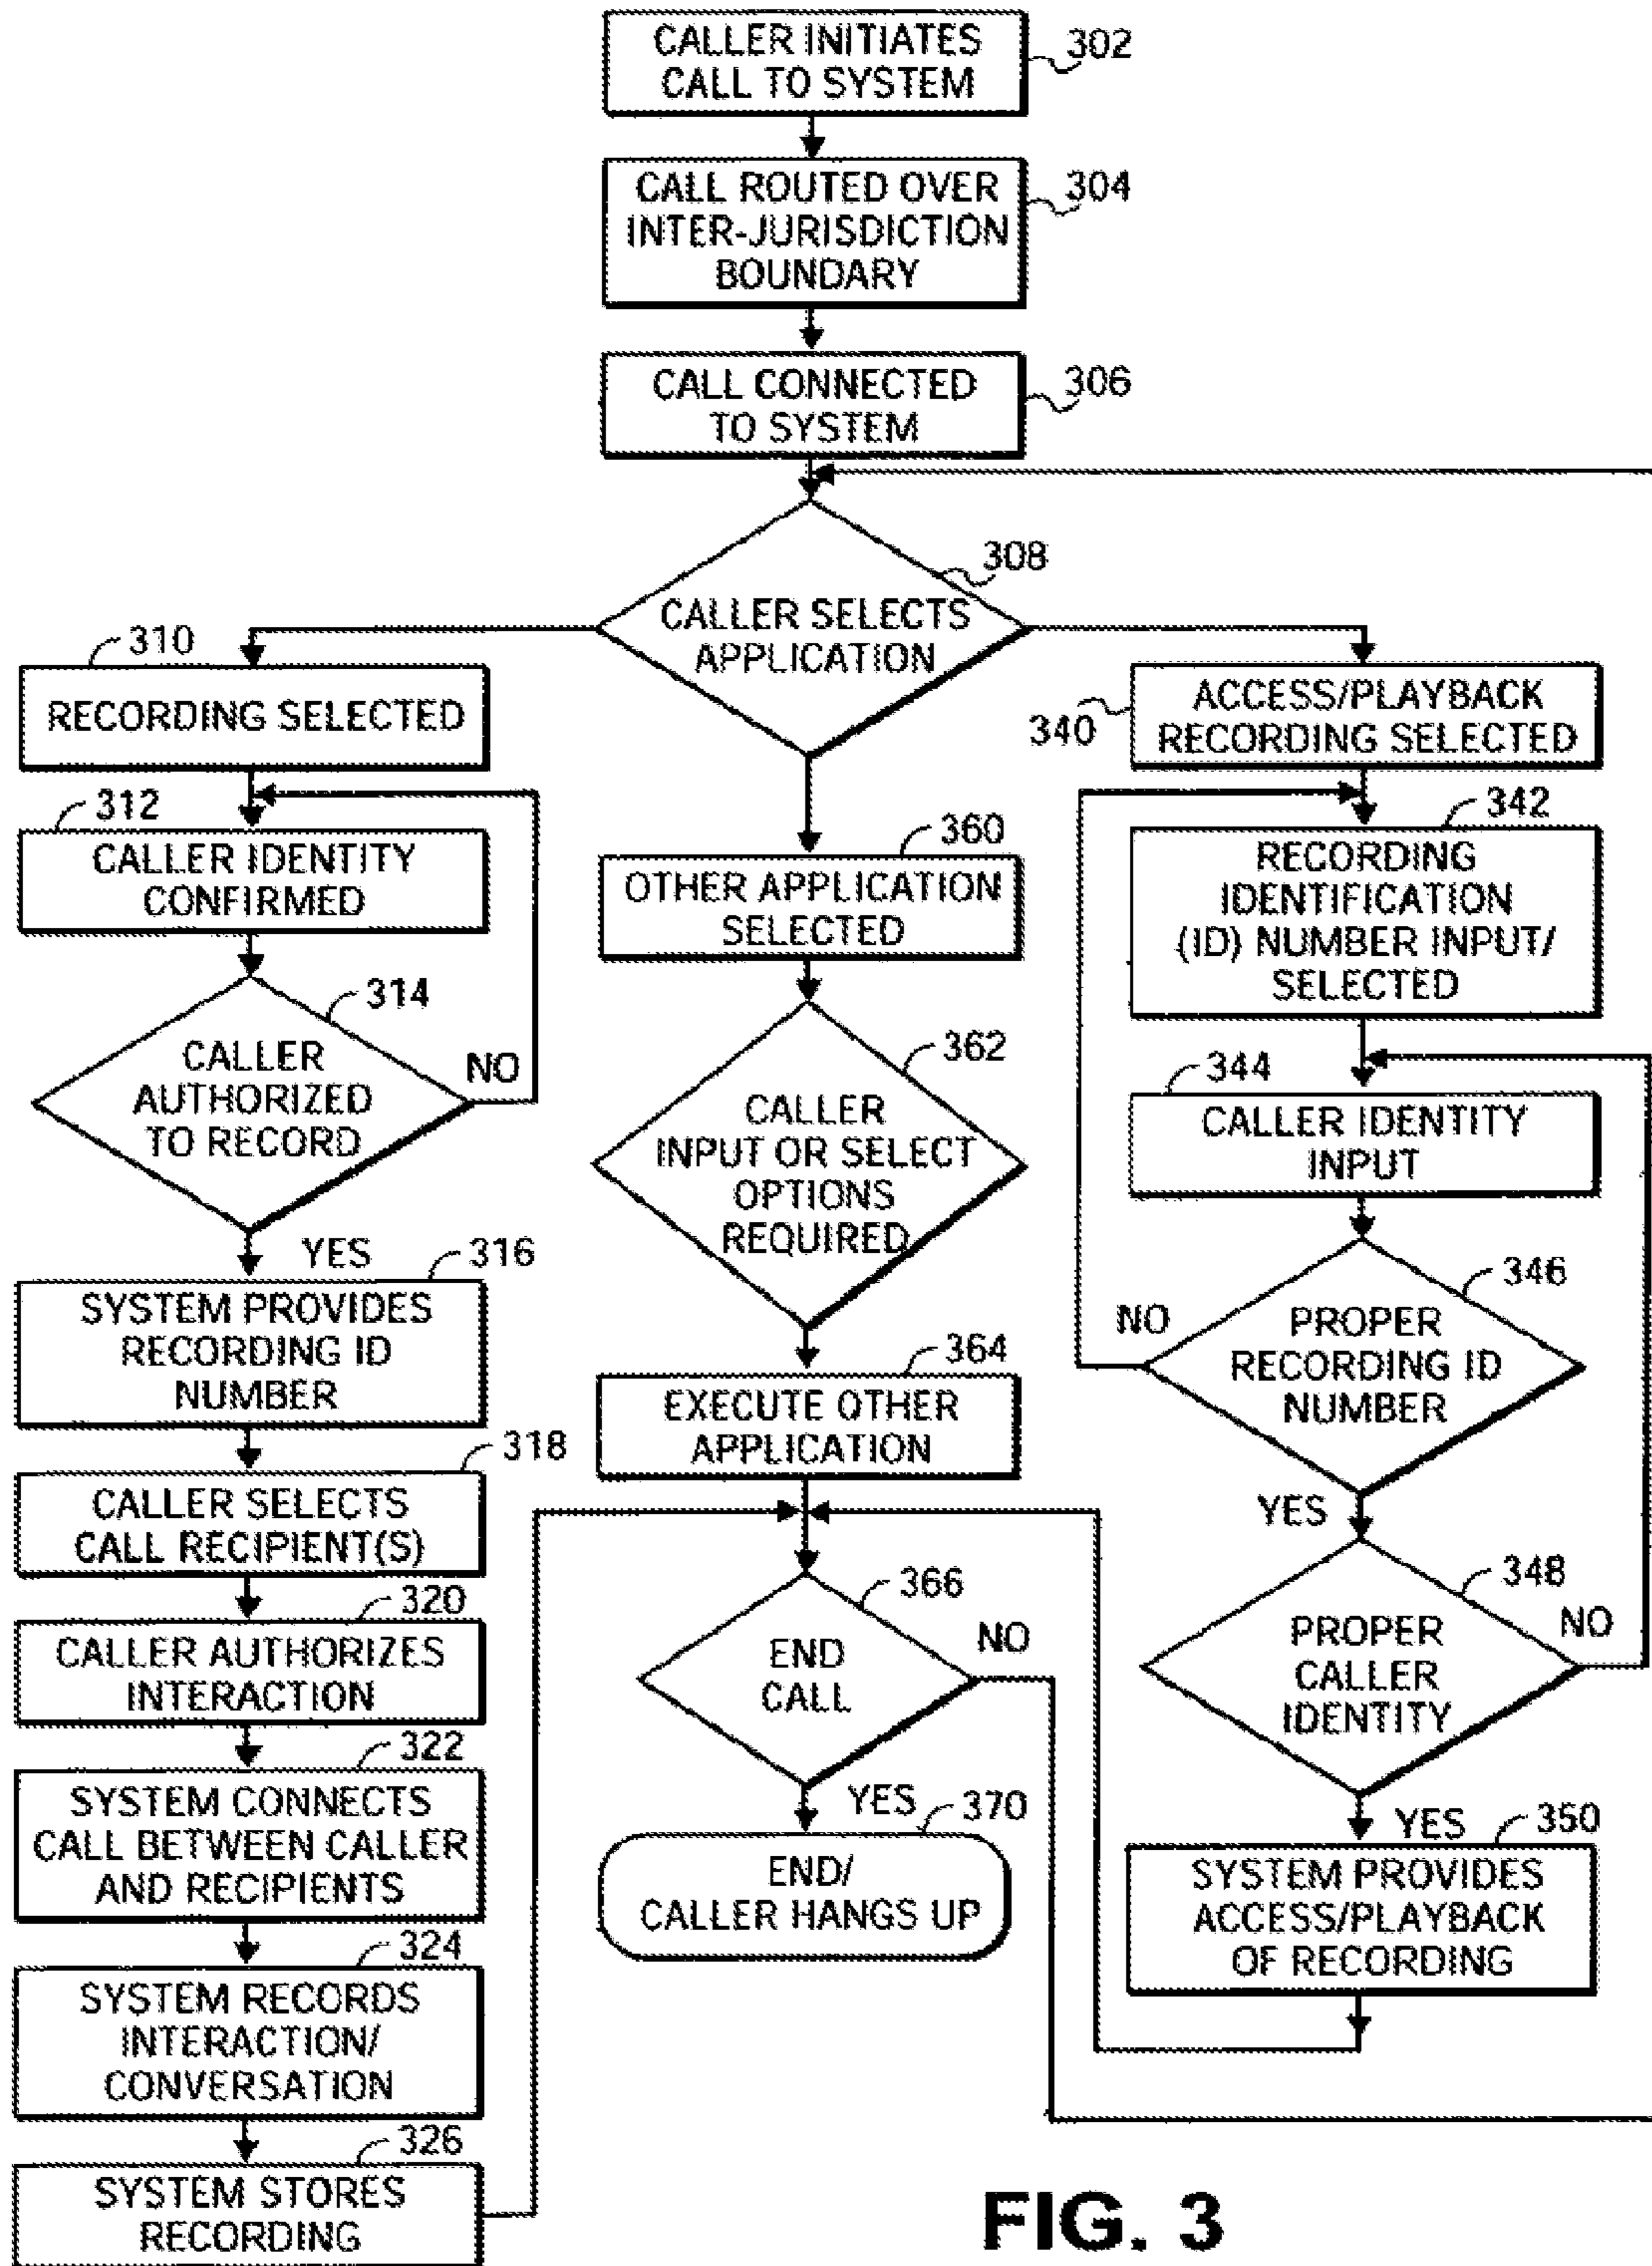 CALLER INITIATES
CALL TO SYSTEM
302
CALL ROUTED OVER
INTER-JURISDICTION
BOUNDARY
304
CALL CONNECTED
TO SYSTEM
306
308
CALLER SELECTS
APPLICATION
310
RECORDING SELECTED
312
CALLER IDENTITY
CONFIRMED
314
CALLER
AUTHORIZED
TO RECORD
NO
YES
316
SYSTEM PROVIDES
RECORDING ID
NUMBER
318
CALLER SELECTS
CALL RECIPIENT(S)
320
CALLER AUTHORIZES
INTERACTION
322
SYSTEM CONNECTS
CALL BETWEEN CALLER
AND RECIPIENTS
324
SYSTEM RECORDS
INTERACTION/
CONVERSATION
326
SYSTEM STORES
RECORDING
360
OTHER APPLICATION
SELECTED
362
CALLER
INPUT OR SELECT
OPTIONS
REQUIRED
364
EXECUTE OTHER
APPLICATION
366
END
CALL
NO
YES
370
END/
CALLER HANGS UP
340
ACCESS/PLAYBACK
RECORDING SELECTED
342
RECORDING
IDENTIFICATION
(ID) NUMBER INPUT/
SELECTED
344
CALLER IDENTITY
INPUT
346
PROPER
RECORDING ID
NUMBER
NO
YES
348
PROPER
CALLER
IDENTITY
NO
YES
350
SYSTEM PROVIDES
ACCESS/PLAYBACK
OF RECORDING
FIG. 3